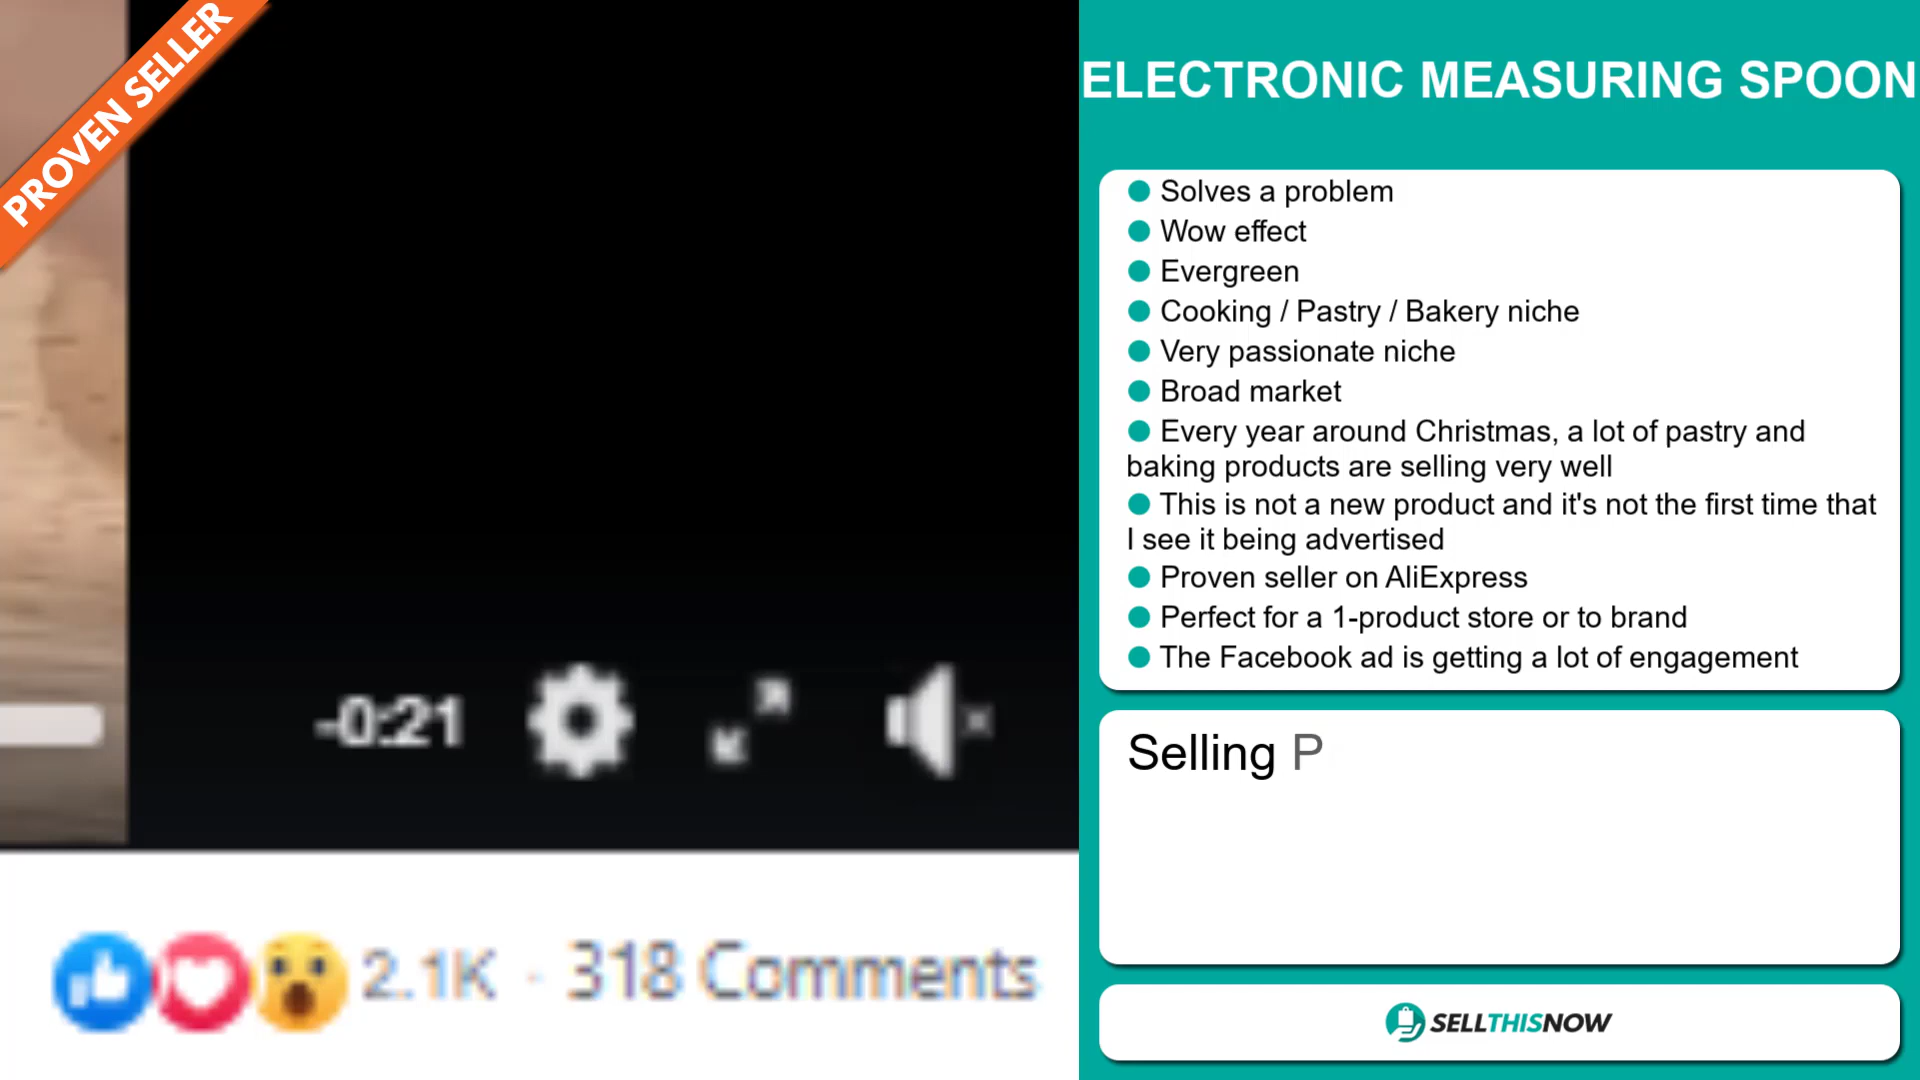 PROVEN SELLER
-0:21
2.1K · 318 Comments
ELECTRONIC MEASURING SPOON
● Solves a problem
● Wow effect
● Evergreen
● Cooking / Pastry / Bakery niche
● Very passionate niche
● Broad market
● Every year around Christmas, a lot of pastry and
baking products are selling very well
● This is not a new product and it's not the first time that
I see it being advertised
● Proven seller on AliExpress
● Perfect for a 1-product store or to brand
● The Facebook ad is getting a lot of engagement
Selling P
SELLTHISNOW